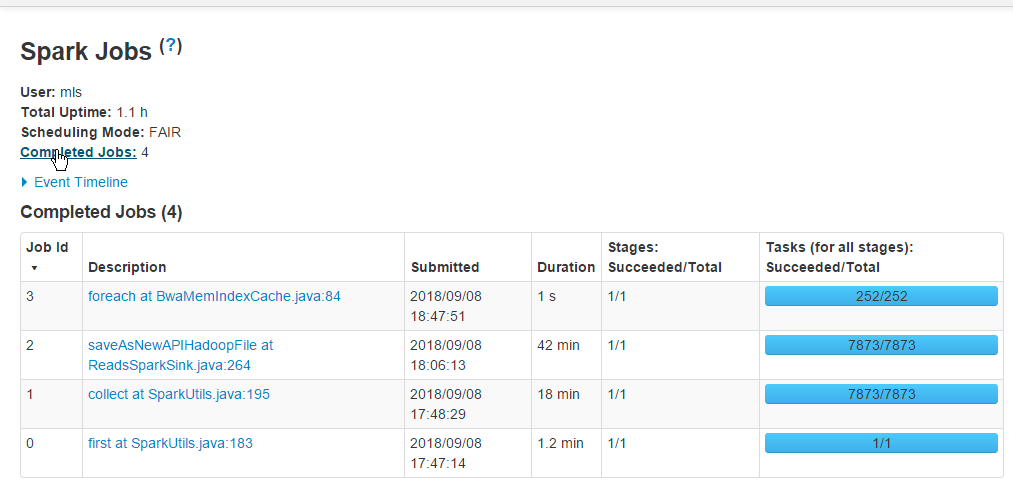 Spark Jobs (?)
User: mls
Total Uptime: 1.1 h
Scheduling Mode: FAIR
Completed Jobs: 4
Event Timeline
Completed Jobs (4)
Job Id
Description
Submitted
Duration
Stages:
Succeeded/Total
Tasks (for all stages):
Succeeded/Total
3
foreach at BwaMemIndexCache.java:84
2018/09/08
18:47:51
1 s
1/1
252/252
2
saveAsNewAPIHadoopFile at
ReadsSparkSink.java:264
2018/09/08
18:06:13
42 min
1/1
7873/7873
1
collect at SparkUtils.java:195
2018/09/08
17:48:29
18 min
1/1
7873/7873
0
first at SparkUtils.java:183
2018/09/08
17:47:14
1.2 min
1/1
1/1